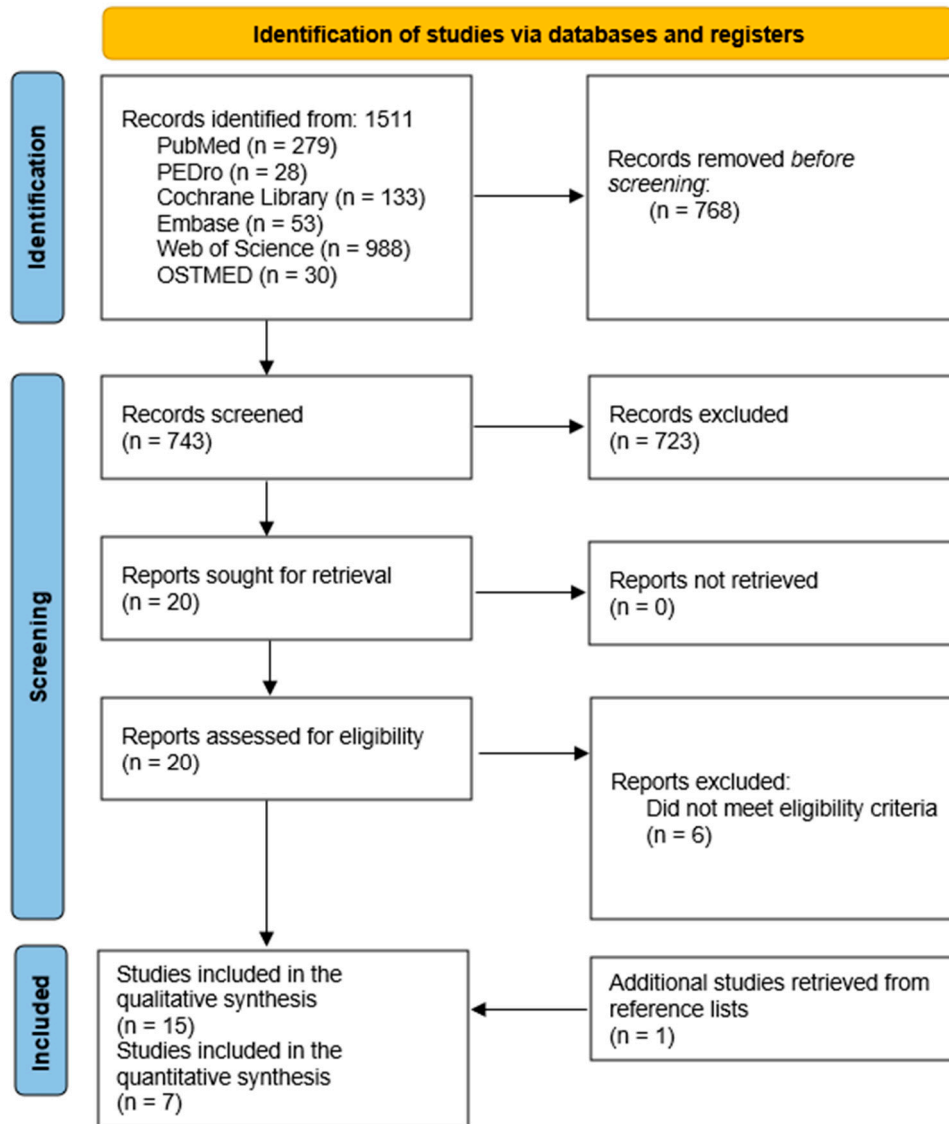 Identification of studies via databases and registers
Identification
Records identified from: 1511
PubMed (n = 279)
PEDro (n = 28)
Cochrane Library (n = 133)
Embase (n = 53)
Web of Science (n = 988)
OSTMED (n = 30)
Records removed before
screening:
(n = 768)
Screening
Records screened
(n = 743)
Records excluded
(n = 723)
Reports sought for retrieval
(n = 20)
Reports not retrieved
(n = 0)
Reports assessed for eligibility
(n = 20)
Reports excluded:
Did not meet eligibility criteria
(n = 6)
Included
Studies included in the
qualitative synthesis
(n = 15)
Studies included in the
quantitative synthesis
(n = 7)
Additional studies retrieved from
reference lists
(n = 1)